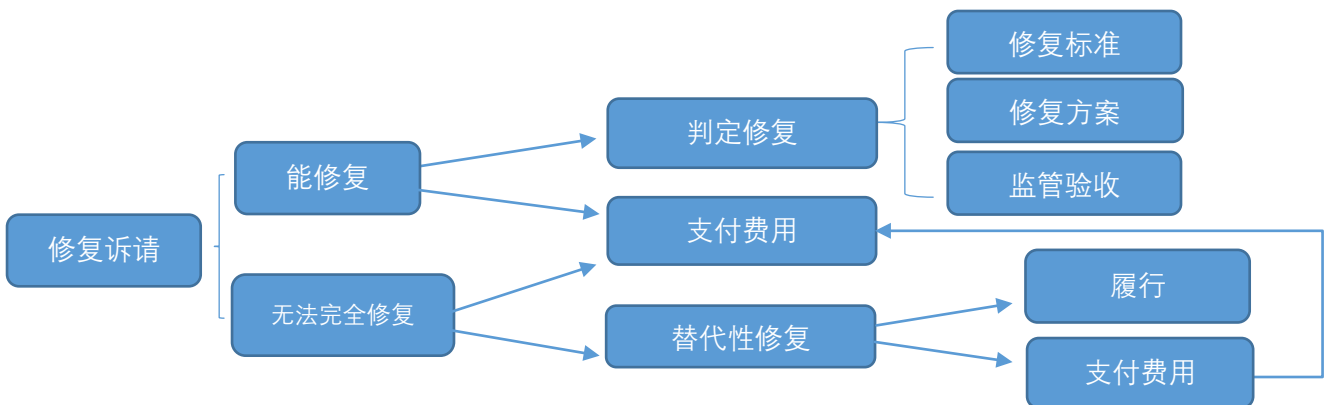 修复诉请
能修复
无法完全修复
判定修复
支付费用
替代性修复
修复标准
修复方案
监管验收
履行
支付费用